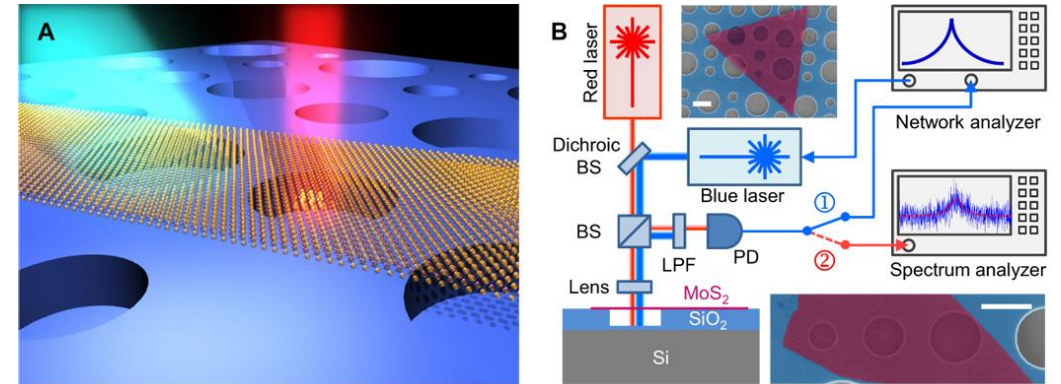 A
B
Red laser
Network analyzer
Dichroic
BS
Blue laser
①
BS
LPF
PD
②
Spectrum analyzer
Lens
MoS₂
SiO₂
Si